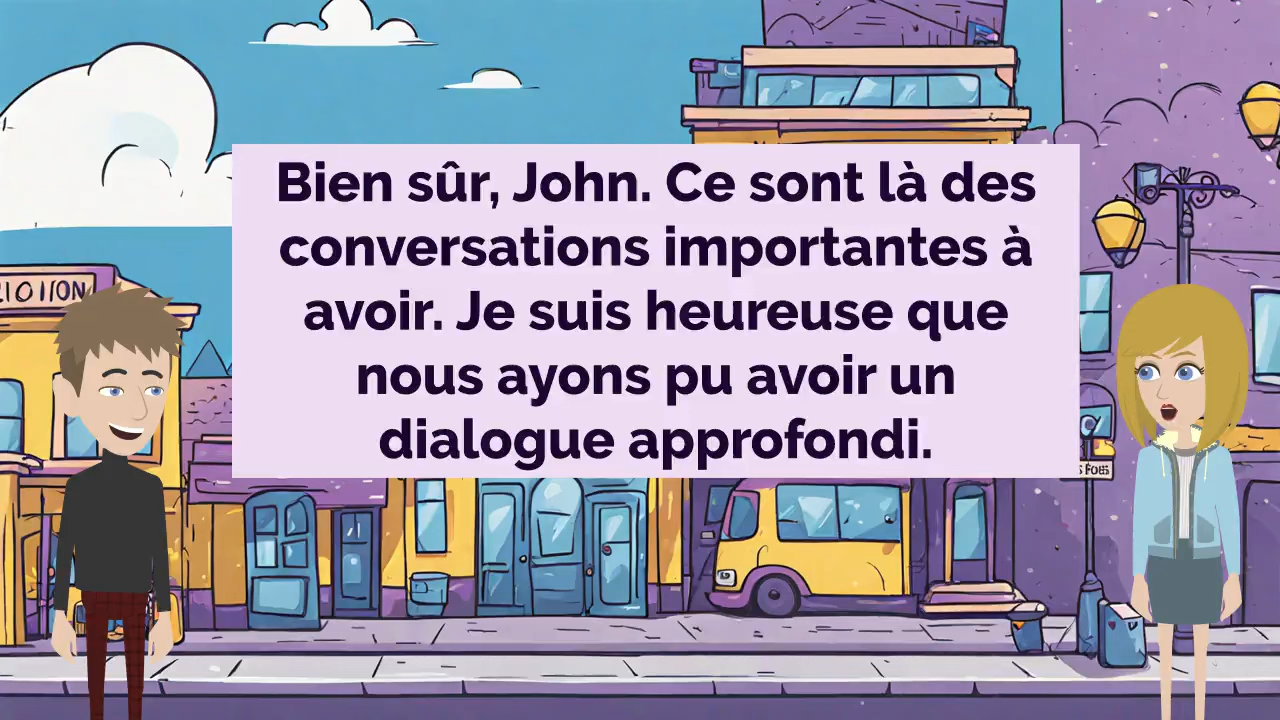 Bien sûr, John. Ce sont là des
conversations importantes à
avoir. Je suis heureuse que
nous ayons pu avoir un
dialogue approfondi.